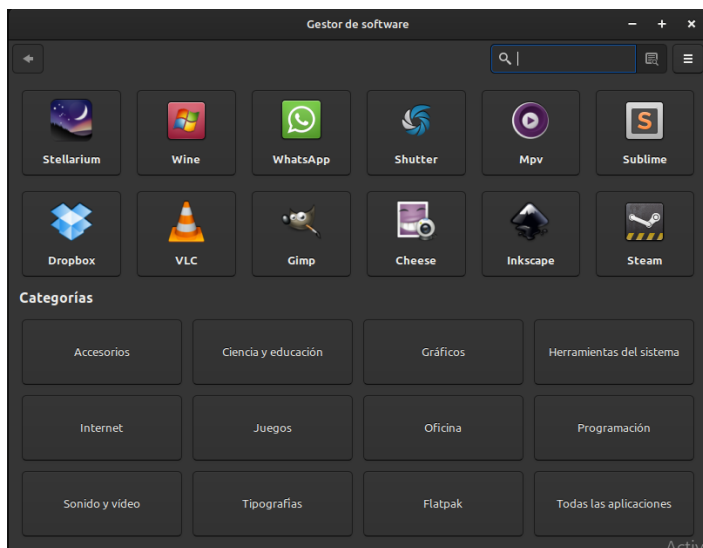 Gestor de software
Stellarium
Wine
WhatsApp
Shutter
Mpv
Sublime
S
Dropbox
VLC
Gimp
Cheese
Inkscape
Steam
Categorías
Accesorios
Ciencia y educación
Gráficos
Herramientas del sistema
Internet
Juegos
Oficina
Programación
Sonido y vídeo
Tipografías
Flatpak
Todas las aplicaciones